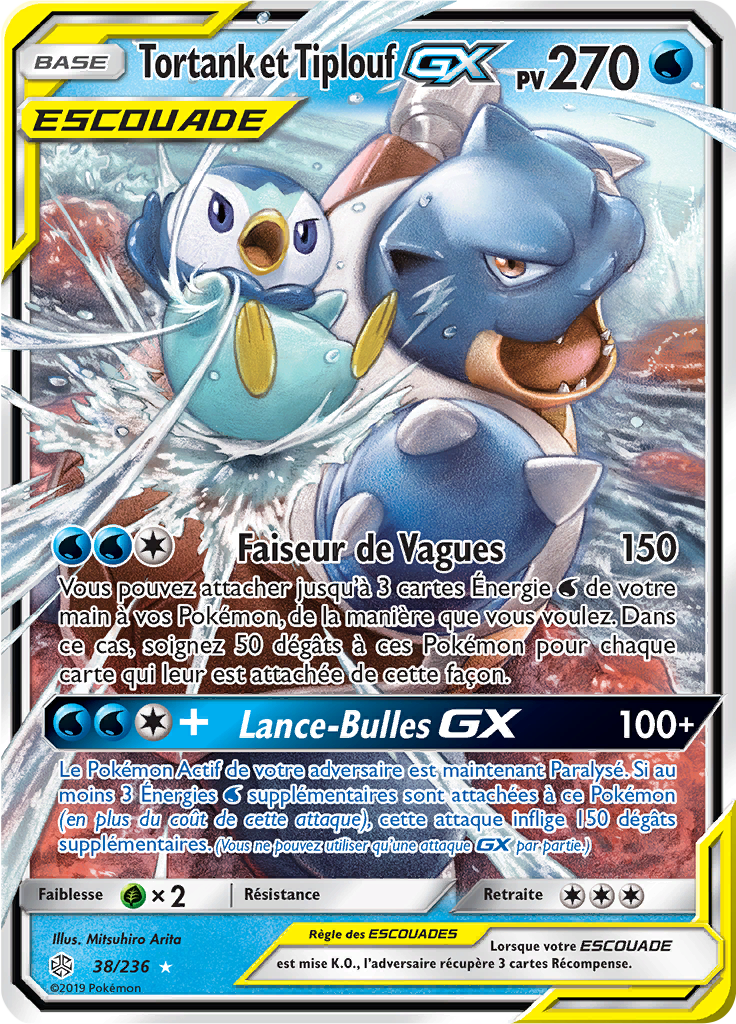 BASE
Tortank et Tiplouf GX
PV 270
ESCOUADE
Faiseur de Vagues 150
Vous pouvez attacher jusqu'à 3 cartes Énergie de votre
main à vos Pokémon, de la manière que vous voulez. Dans
ce cas, soignez 50 dégâts à ces Pokémon pour chaque
carte qui leur est attachée de cette façon.
+ Lance-Bulles GX 100+
Le Pokémon Actif de votre adversaire est maintenant Paralysé. Si au
moins 3 Énergies supplémentaires sont attachées à ce Pokémon
(en plus du coût de cette attaque), cette attaque inflige 150 dégâts
supplémentaires. (Vous ne pouvez utiliser qu'une attaque GX par partie.)
Faiblesse ×2 Résistance Retraite
Illus. Mitsuhiro Arita
38/236
©2019 Pokémon
Règle des ESCOUADES
Lorsque votre ESCOUADE
est mise K.O., l'adversaire récupère 3 cartes Récompense.